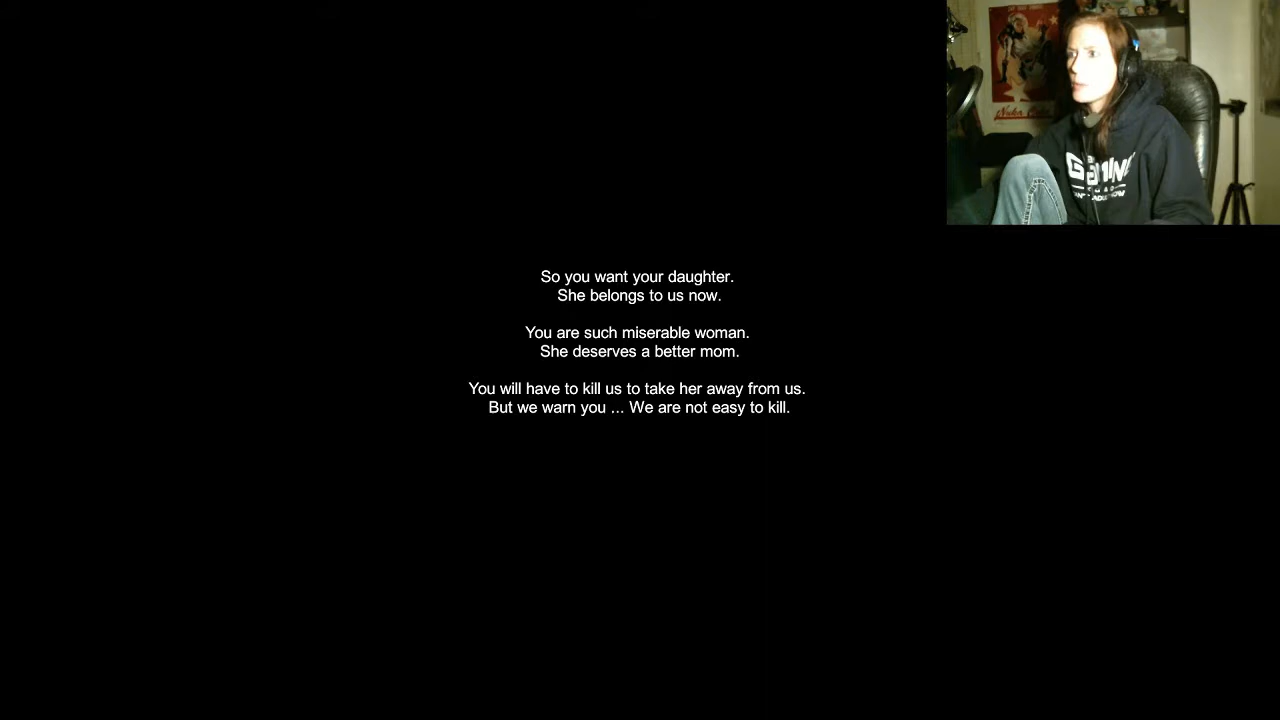 So you want your daughter.
She belongs to us now.
You are such miserable woman.
She deserves a better mom.
You will have to kill us to take her away from us.
But we warn you ... We are not easy to kill.
Nuka Cola